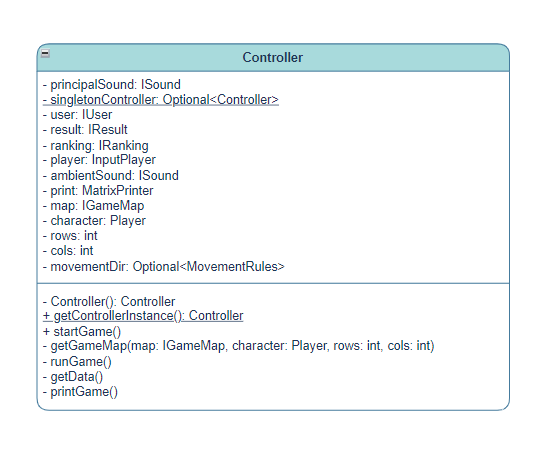 Controller
- principalSound: ISound
- singletonController: Optional<Controller>
- user: IUser
- result: IResult
- ranking: IRanking
- player: InputPlayer
- ambientSound: ISound
- print: MatrixPrinter
- map: IGameMap
- character: Player
- rows: int
- cols: int
- movementDir: Optional<MovementRules>
- Controller(): Controller
+ getControllerInstance(): Controller
+ startGame()
- getGameMap(map: IGameMap, character: Player, rows: int, cols: int)
- runGame()
- getData()
- printGame()